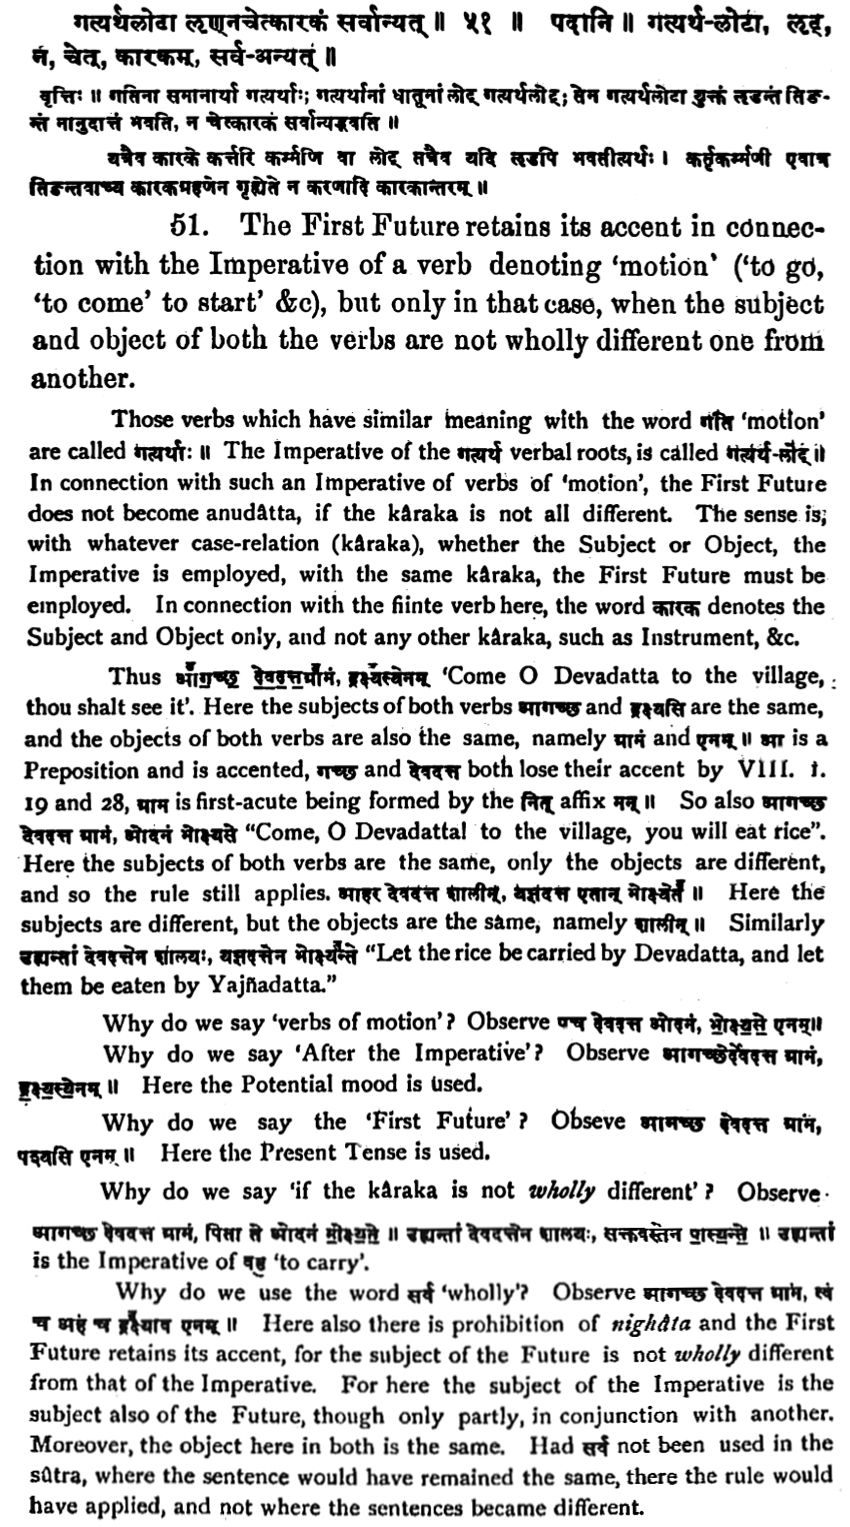 गत्यर्थलोटा लृण्नचेत्कारकं सर्वान्यत् ॥ ५१ ॥ पदानि ॥ गत्यर्थ-लोटा, लृट्,
न, चेत्, कारकम्, सर्व-अन्यत् ॥
वृत्तिः ॥ गतिना समानार्था गत्यर्थाः; गत्यर्थानां धातूनां लोट् गत्यर्थलोट्; तेन गत्यर्थलोटा युक्तं लृडन्तं तिङ-
न्तं नानुदात्तं भवति, न चेत्कारकं सर्वान्यद्भवति ॥
यत्रैव कारके कर्त्तरि कर्म्मणि वा लोट् तत्रैव यदि लृडपि भवतीत्यर्थः । कर्तृकर्म्मणी एवात्र
तिङन्तवाच्य कारकग्रहणेन गृह्येते न करणादि कारकान्तरम् ॥
51. The First Future retains its accent in connec-
tion with the Imperative of a verb denoting 'motion' ('to go,
'to come' to start' &c), but only in that case, when the subject
and object of both the verbs are not wholly different one from
another.
Those verbs which have similar meaning with the word गति 'motion'
are called गत्यर्थाः ॥ The Imperative of the गत्यर्थ verbal roots, is called गत्यर्थ-लोट् ॥
In connection with such an Imperative of verbs of 'motion', the First Future
does not become anudâtta, if the kâraka is not all different. The sense is;
with whatever case-relation (kâraka), whether the Subject or Object, the
Imperative is employed, with the same kâraka, the First Future must be
employed. In connection with the fiinte verb here, the word कारक denotes the
Subject and Object only, and not any other kâraka, such as Instrument, &c.
Thus आगच्छ देवदत्त ग्रामं, द्रक्ष्यस्येनम् 'Come O Devadatta to the village,
thou shalt see it'. Here the subjects of both verbs आगच्छ and द्रक्ष्यसि are the same,
and the objects of both verbs are also the same, namely ग्रामं and एनम् ॥ आ is a
Preposition and is accented, गच्छ and देवदत्त both lose their accent by VIII. 1.
19 and 28, ग्राम is first-acute being formed by the नित् affix मन् ॥ So also आगच्छ
देवदत्त ग्रामं, ओदनं भोक्ष्यसे "Come, O Devadatta! to the village, you will eat rice".
Here the subjects of both verbs are the same, only the objects are different,
and so the rule still applies. आहर देवदत्त शालीन्, यज्ञदत्त एतान् भोक्ष्यते ॥ Here the
subjects are different, but the objects are the same, namely शालीन् ॥ Similarly
उह्यन्तां देवदत्तेन शालयः, यज्ञदत्तेन भोक्ष्यन्ते "Let the rice be carried by Devadatta, and let
them be eaten by Yajñadatta."
Why do we say 'verbs of motion'? Observe पच देवदत्त ओदनं, भोक्ष्यसे एनम्॥
Why do we say 'After the Imperative'? Observe आगच्छेर्देवदत्त ग्रामं,
द्रक्ष्यस्येनम् ॥ Here the Potential mood is used.
Why do we say the 'First Future'? Obseve आगच्छ देवदत्त ग्रामं,
पश्यसि एनम् ॥ Here the Present Tense is used.
Why do we say 'if the kâraka is not wholly different'? Observe
आगच्छ देवदत्त ग्रामं, पिता ते ओदनं भोक्ष्यते ॥ उह्यन्तां देवदत्तेन शालयः, सक्तवस्तेन पास्यन्ते ॥ उह्यन्तां
is the Imperative of वह 'to carry'.
Why do we use the word सर्व 'wholly'? Observe आगच्छ देवदत्त ग्रामं, त्वं
च अहं च द्रक्ष्याव एनम् ॥ Here also there is prohibition of nighâta and the First
Future retains its accent, for the subject of the Future is not wholly different
from that of the Imperative. For here the subject of the Imperative is the
subject also of the Future, though only partly, in conjunction with another.
Moreover, the object here in both is the same. Had सर्व not been used in the
sûtra, where the sentence would have remained the same, there the rule would
have applied, and not where the sentences became different.